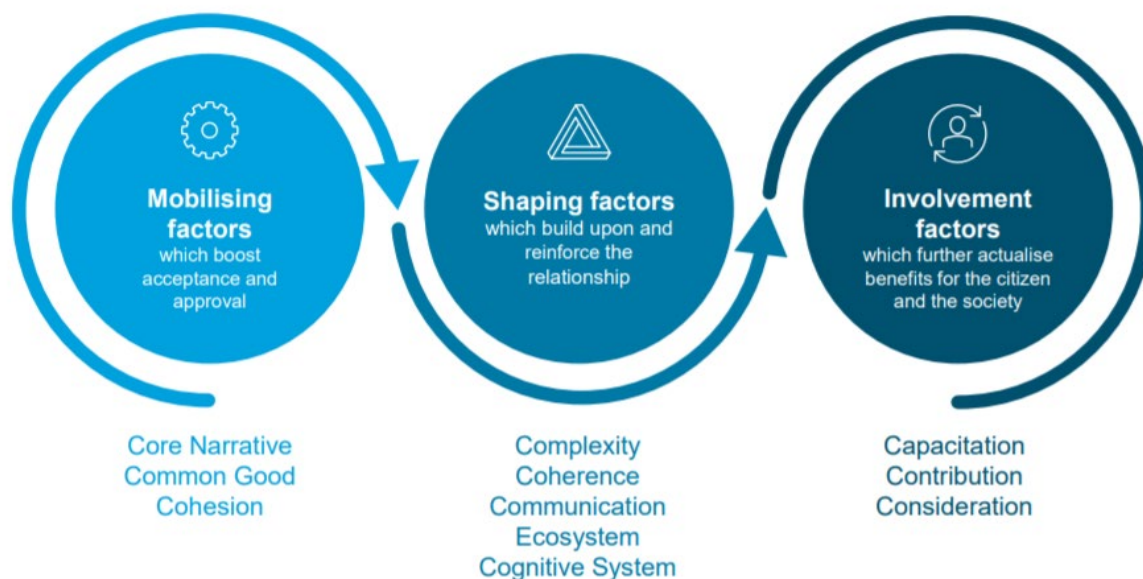 Mobilising
factors
which boost
acceptance and
approval
Core Narrative
Common Good
Cohesion
Shaping factors
which build upon and
reinforce the
relationship
Complexity
Coherence
Communication
Ecosystem
Cognitive System
Involvement
factors
which further actualise
benefits for the citizen
and the society
Capacitation
Contribution
Consideration